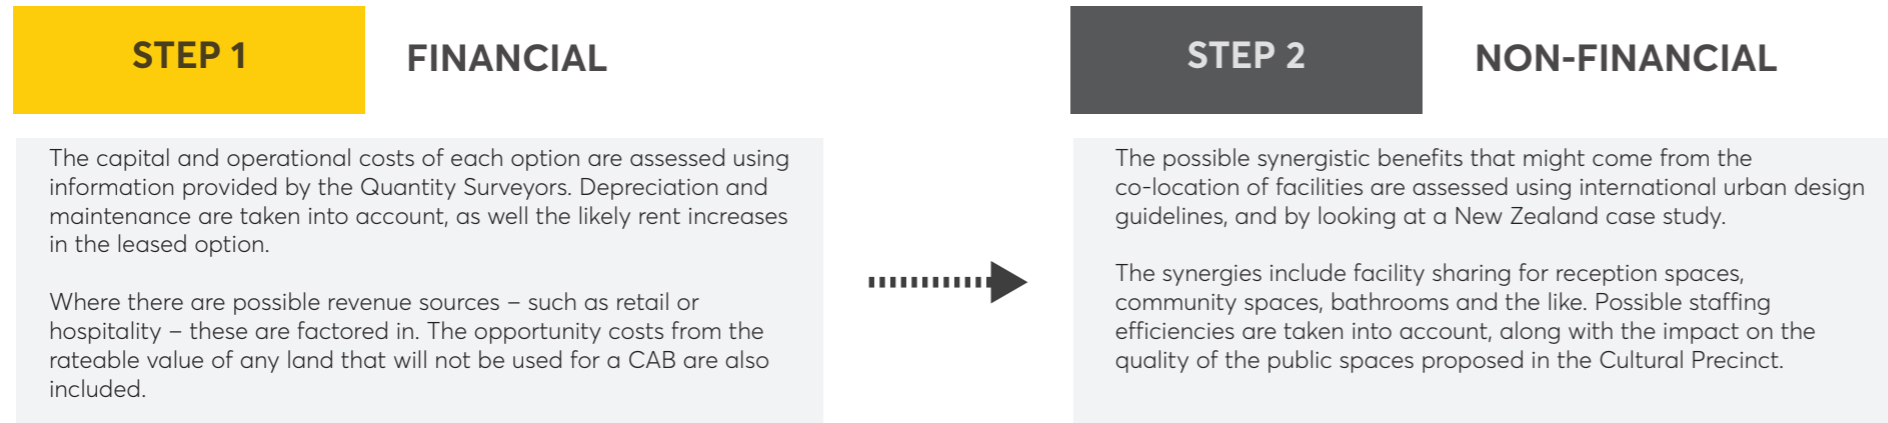 STEP 1
FINANCIAL
The capital and operational costs of each option are assessed using
information provided by the Quantity Surveyors. Depreciation and
maintenance are taken into account, as well the likely rent increases
in the leased option.
Where there are possible revenue sources – such as retail or
hospitality – these are factored in. The opportunity costs from the
rateable value of any land that will not be used for a CAB are also
included.
STEP 2
NON-FINANCIAL
The possible synergistic benefits that might come from the
co-location of facilities are assessed using international urban design
guidelines, and by looking at a New Zealand case study.
The synergies include facility sharing for reception spaces,
community spaces, bathrooms and the like. Possible staffing
efficiencies are taken into account, along with the impact on the
quality of the public spaces proposed in the Cultural Precinct.